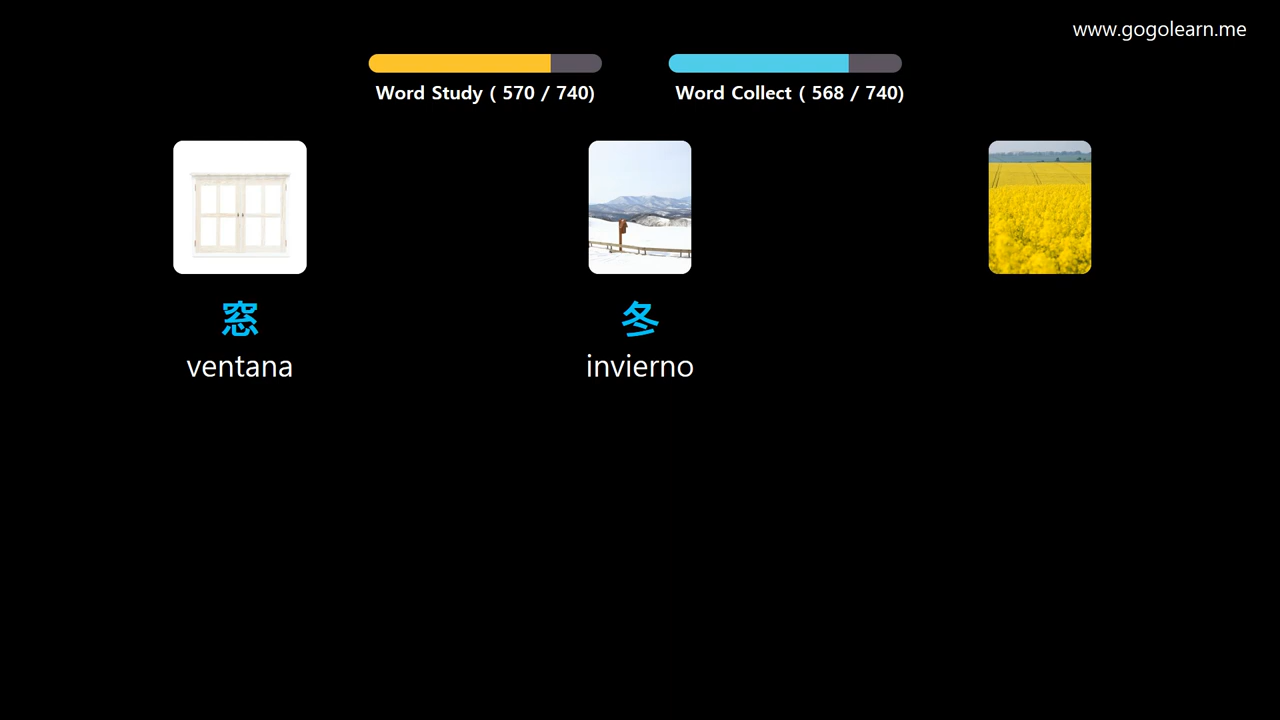 www.gogolearn.me
Word Study ( 570 / 740)
Word Collect ( 568 / 740)
窓
ventana
冬
invierno